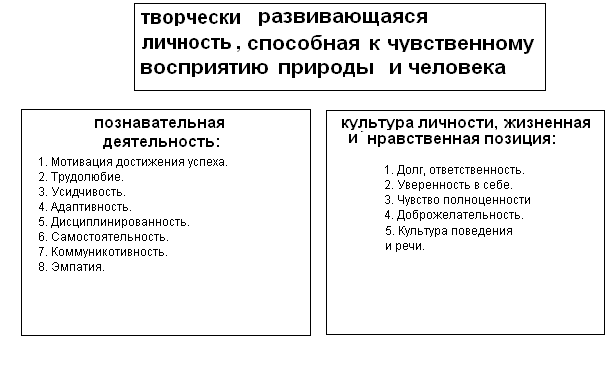 творчески развивающаяся
личность, способная к чувственному
восприятию природы и человека
познавательная
деятельность:
1. Мотивация достижения успеха.
2. Трудолюбие.
3. Усидчивость.
4. Адаптивность.
5. Дисциплинированность.
6. Самостоятельность.
7. Коммуникотивность.
8. Эмпатия.
культура личности, жизненная
и нравственная позиция:
1. Долг, ответственность.
2. Уверенность в себе.
3. Чувство полноценности
4. Доброжелательность.
5. Культура поведения
и речи.